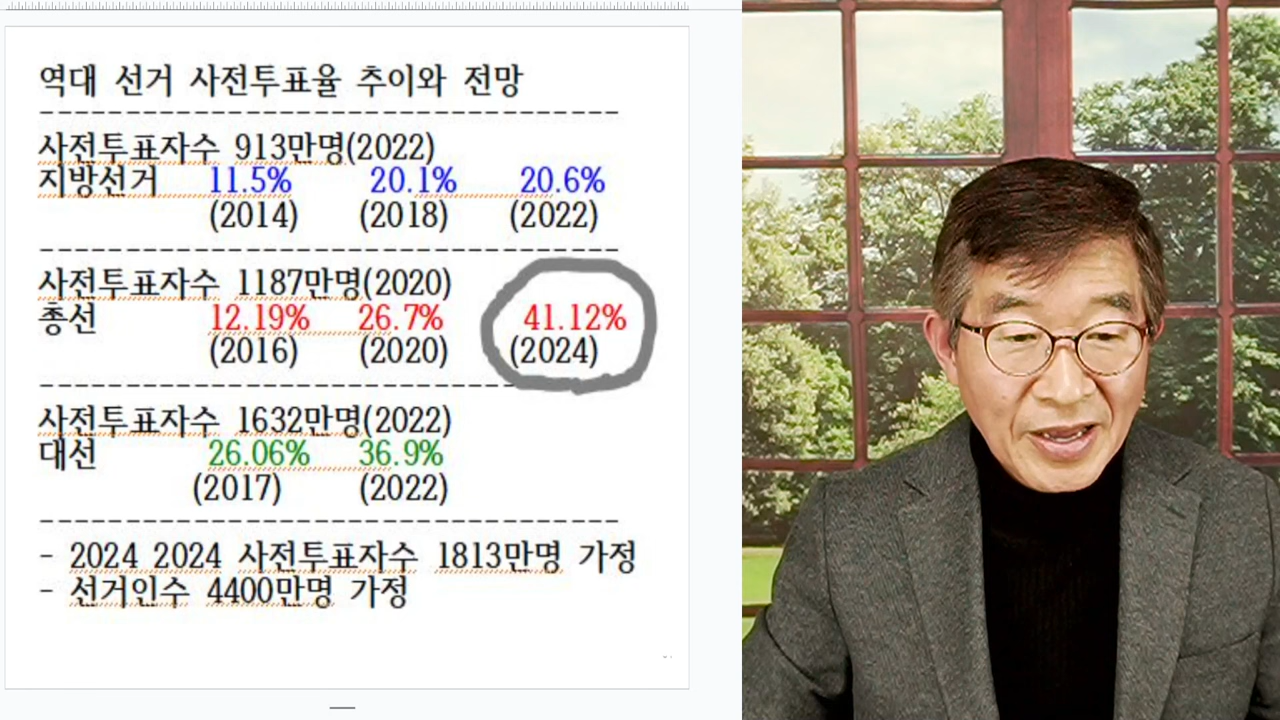 역대 선거 사전투표율 추이와 전망
사전투표자수 913만명(2022)
지방선거 11.5% 20.1% 20.6%
(2014) (2018) (2022)
사전투표자수 1187만명(2020)
총선 12.19% 26.7% 41.12%
(2016) (2020) (2024)
사전투표자수 1632만명(2022)
대선 26.06% 36.9%
(2017) (2022)
- 2024 2024 사전투표자수 1813만명 가정
- 선거인수 4400만명 가정